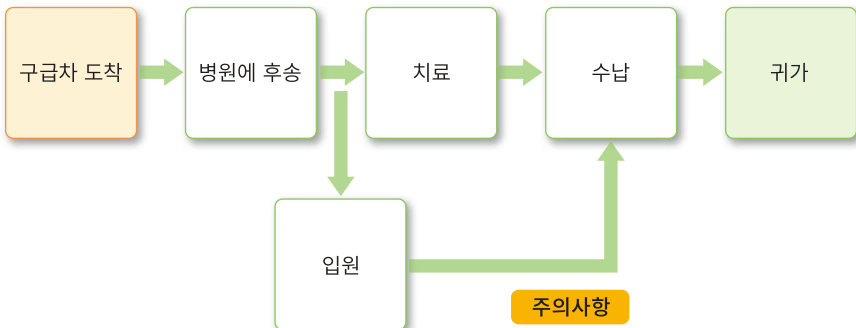 구급차 도착
병원에 후송
치료
수납
귀가
입원
주의사항